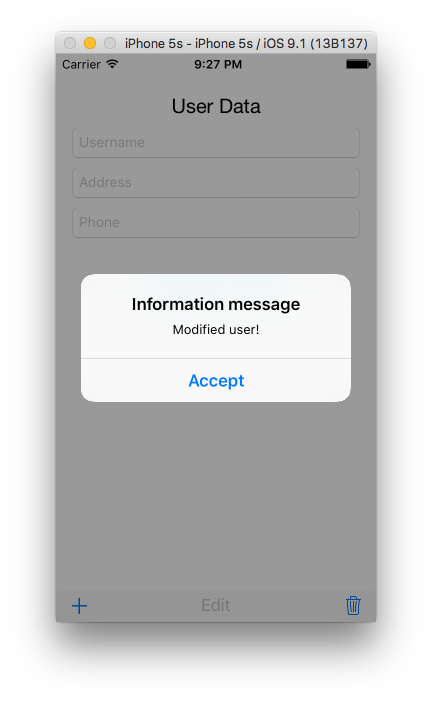 iPhone 5s - iPhone 5s / iOS 9.1 (13B137)
Carrier 9:27 PM
User Data
Username
Address
Phone
Information message
Modified user!
Accept
Edit